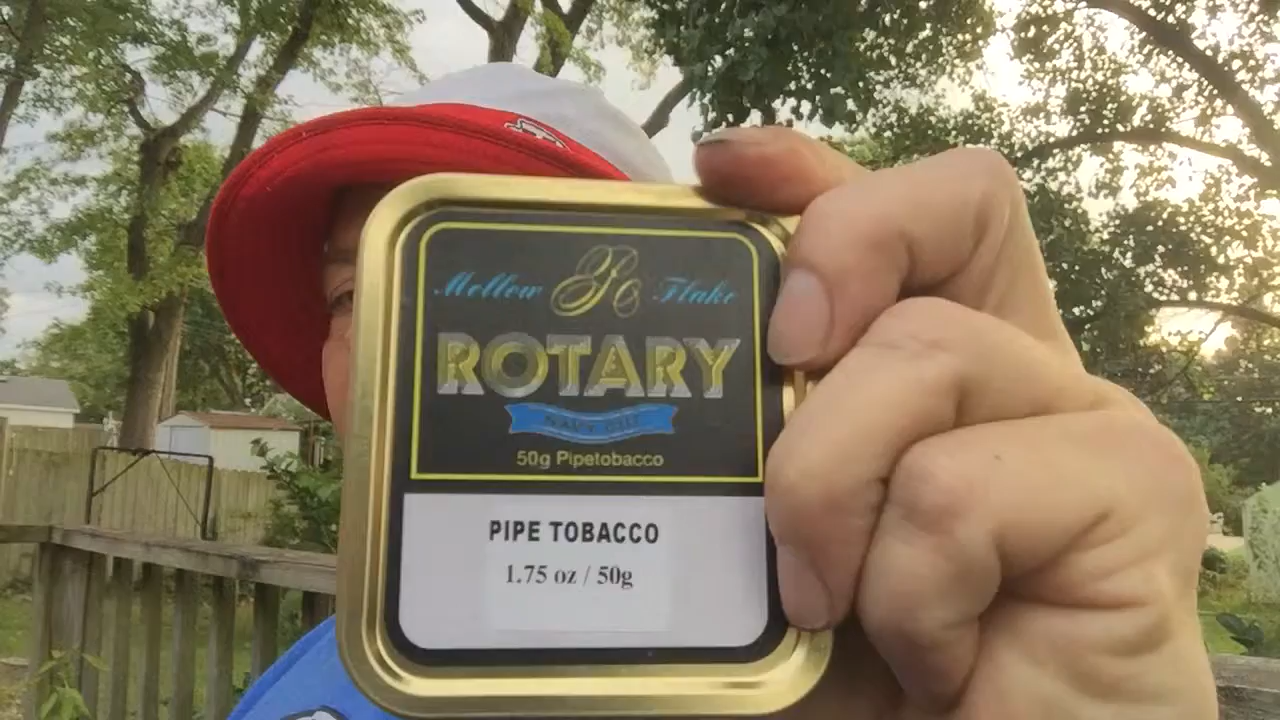 Mellow Flake
ROTARY
NAVY CUT
50g Pipetobacco
PIPE TOBACCO
1.75 oz / 50g